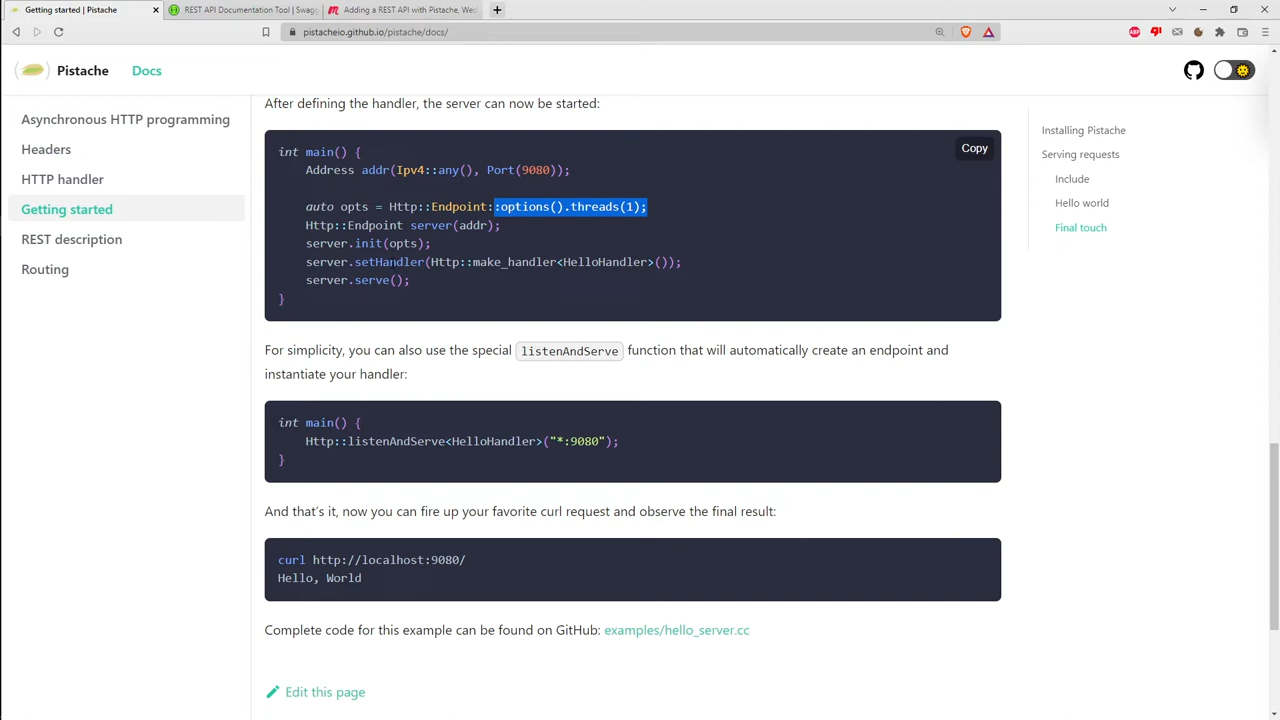 Getting started | Pistache
REST API Documentation Tool | Swagg
Adding a REST API with Pistache, Wed
pistacheio.github.io/pistache/docs/
ABP
Pistache
Docs
Asynchronous HTTP programming
Headers
HTTP handler
Getting started
REST description
Routing
After defining the handler, the server can now be started:
Copy
int main() {
Address addr(Ipv4::any(), Port(9080));
auto opts = Http::Endpoint::options().threads(1);
Http::Endpoint server(addr);
server.init(opts);
server.setHandler(Http::make_handler<HelloHandler>());
server.serve();
}
For simplicity, you can also use the special listenAndServe function that will automatically create an endpoint and
instantiate your handler:
int main() {
Http::listenAndServe<HelloHandler>("*:9080");
}
And that's it, now you can fire up your favorite curl request and observe the final result:
curl http://localhost:9080/
Hello, World
Complete code for this example can be found on GitHub: examples/hello_server.cc
Edit this page
Installing Pistache
Serving requests
Include
Hello world
Final touch